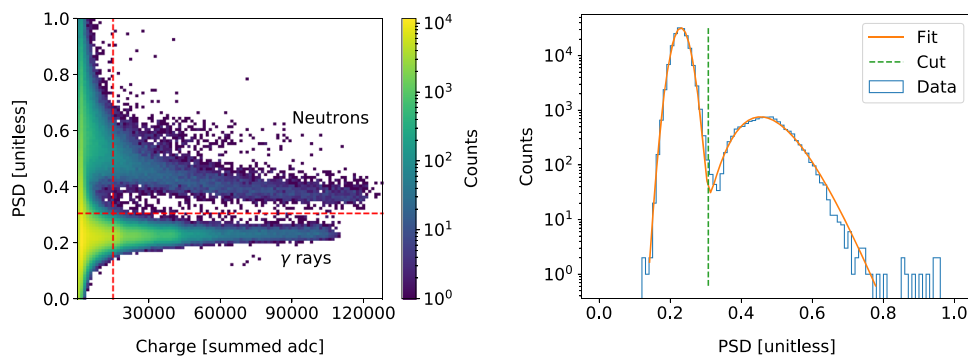 1.0
0.8
0.6
0.4
0.2
0.0
PSD [unitless]
30000 60000 90000 120000
Charge [summed adc]
Neutrons
γ rays
10⁴
10³
10²
10¹
10⁰
Counts
10⁴
10³
10²
10¹
10⁰
Counts
Fit
Cut
Data
0.0 0.2 0.4 0.6 0.8 1.0
PSD [unitless]